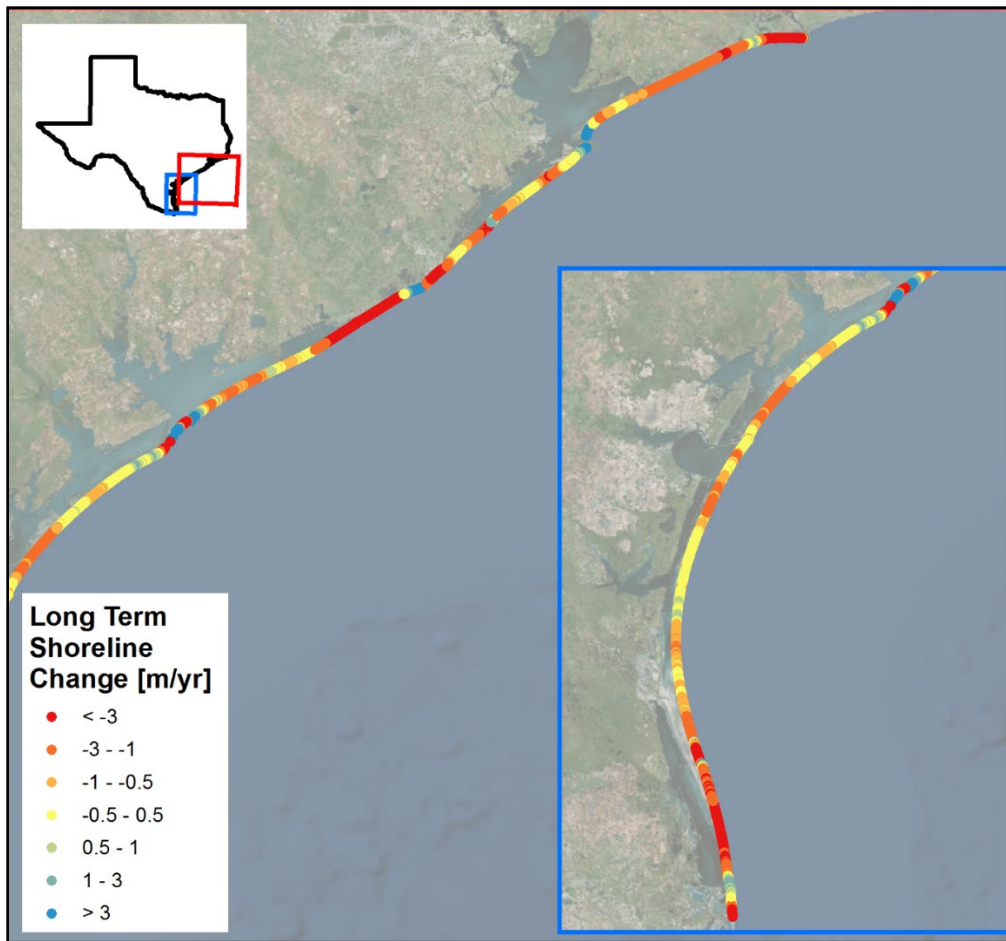 Long Term
Shoreline
Change [m/yr]
< -3
-3 - -1
-1 - -0.5
-0.5 - 0.5
0.5 - 1
1 - 3
> 3